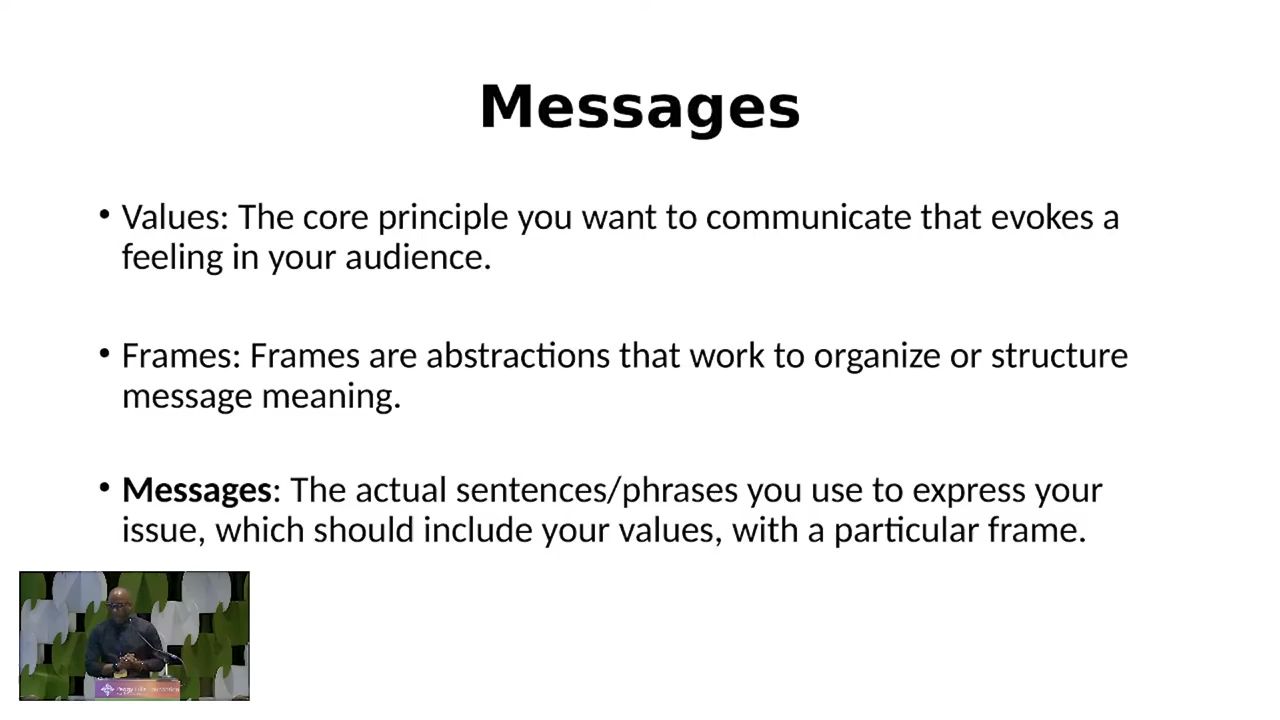 Messages
• Values: The core principle you want to communicate that evokes a
feeling in your audience.
• Frames: Frames are abstractions that work to organize or structure
message meaning.
• Messages: The actual sentences/phrases you use to express your
issue, which should include your values, with a particular frame.